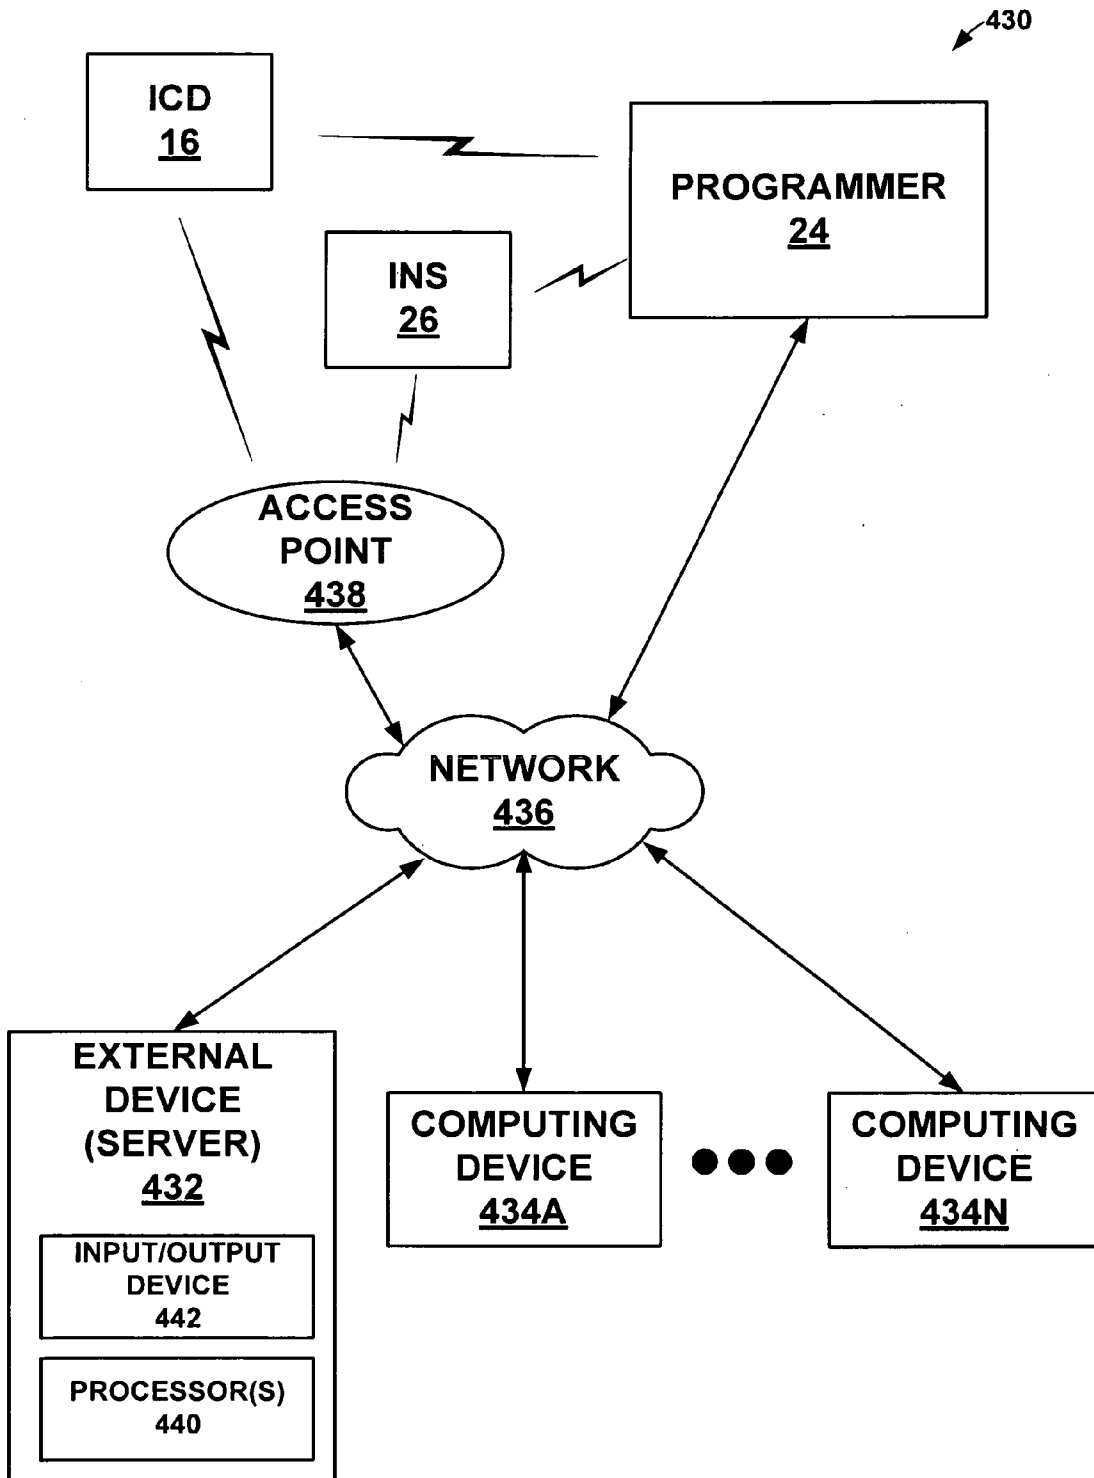 430
ICD
16
PROGRAMMER
24
INS
26
ACCESS
POINT
438
NETWORK
436
EXTERNAL
DEVICE
(SERVER)
432
INPUT/OUTPUT
DEVICE
442
PROCESSOR(S)
440
COMPUTING
DEVICE
434A
COMPUTING
DEVICE
434N